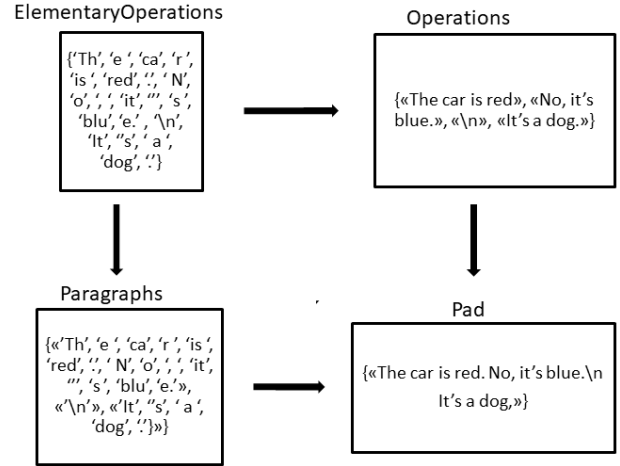 ElementaryOperations
{‘Th’, ‘e ‘, ‘ca’, ‘r ’,
‘is ‘, ‘red’, ‘.’, ‘ N’,
‘o’, ‘, ‘, ‘it’, ‘’’, ‘s ’,
‘blu’, ‘e.’ , ‘\n’,
‘It’, ‘’s’, ‘ a ‘,
‘dog’, ‘.’}
Operations
{«The car is red», «No, it’s
blue.», «\n», «It’s a dog.»}
Paragraphs
{«’Th’, ‘e ‘, ‘ca’, ‘r ’, ‘is ‘,
‘red’, ‘.’, ‘ N’, ‘o’, ‘, ‘, ‘it’,
‘’’, ‘s ’, ‘blu’, ‘e.’»,
«’\n’», «’It’, ‘’s’, ‘ a ‘,
‘dog’, ‘.’}»}
Pad
{«The car is red. No, it’s blue.\n
It’s a dog,»}